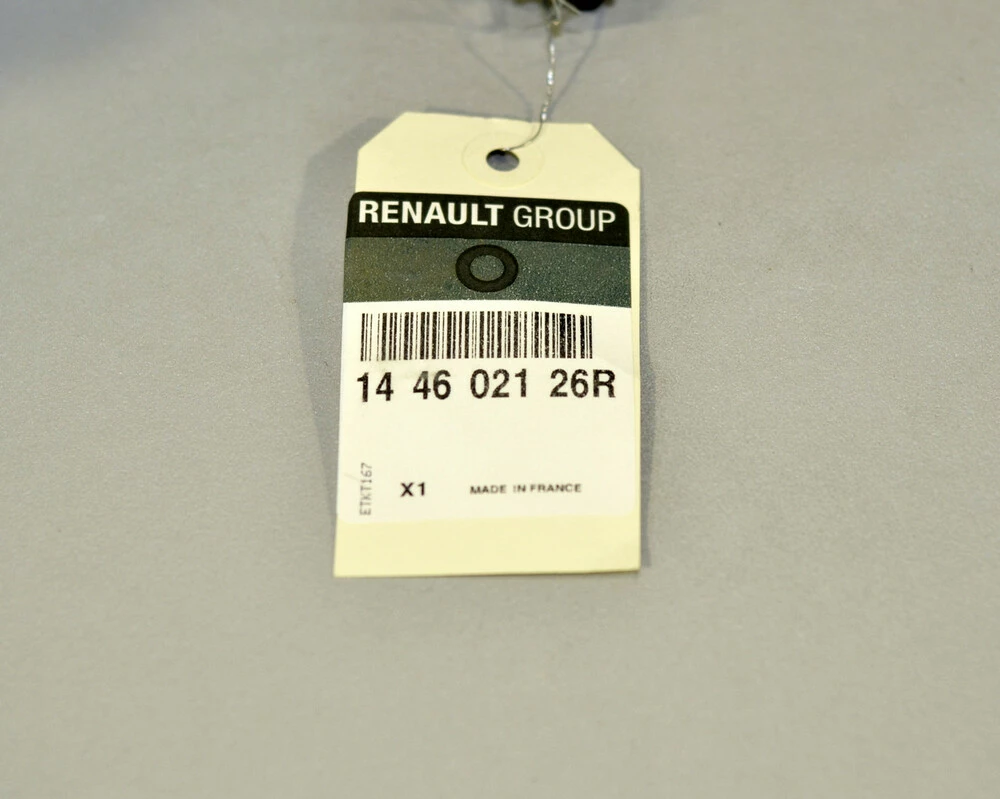 RENAULT GROUP
14 46 021 26R
ETKT167
X1 MADE IN FRANCE